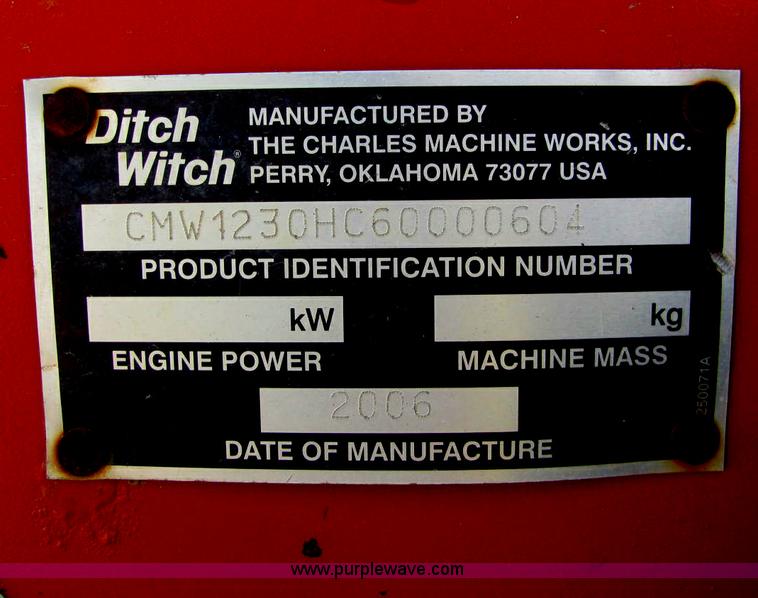 Ditch Witch®
MANUFACTURED BY
THE CHARLES MACHINE WORKS, INC.
PERRY, OKLAHOMA 73077 USA
CMW1230HC60000604
PRODUCT IDENTIFICATION NUMBER
kW
kg
ENGINE POWER
MACHINE MASS
250071A
2006
DATE OF MANUFACTURE
www.purplewave.com